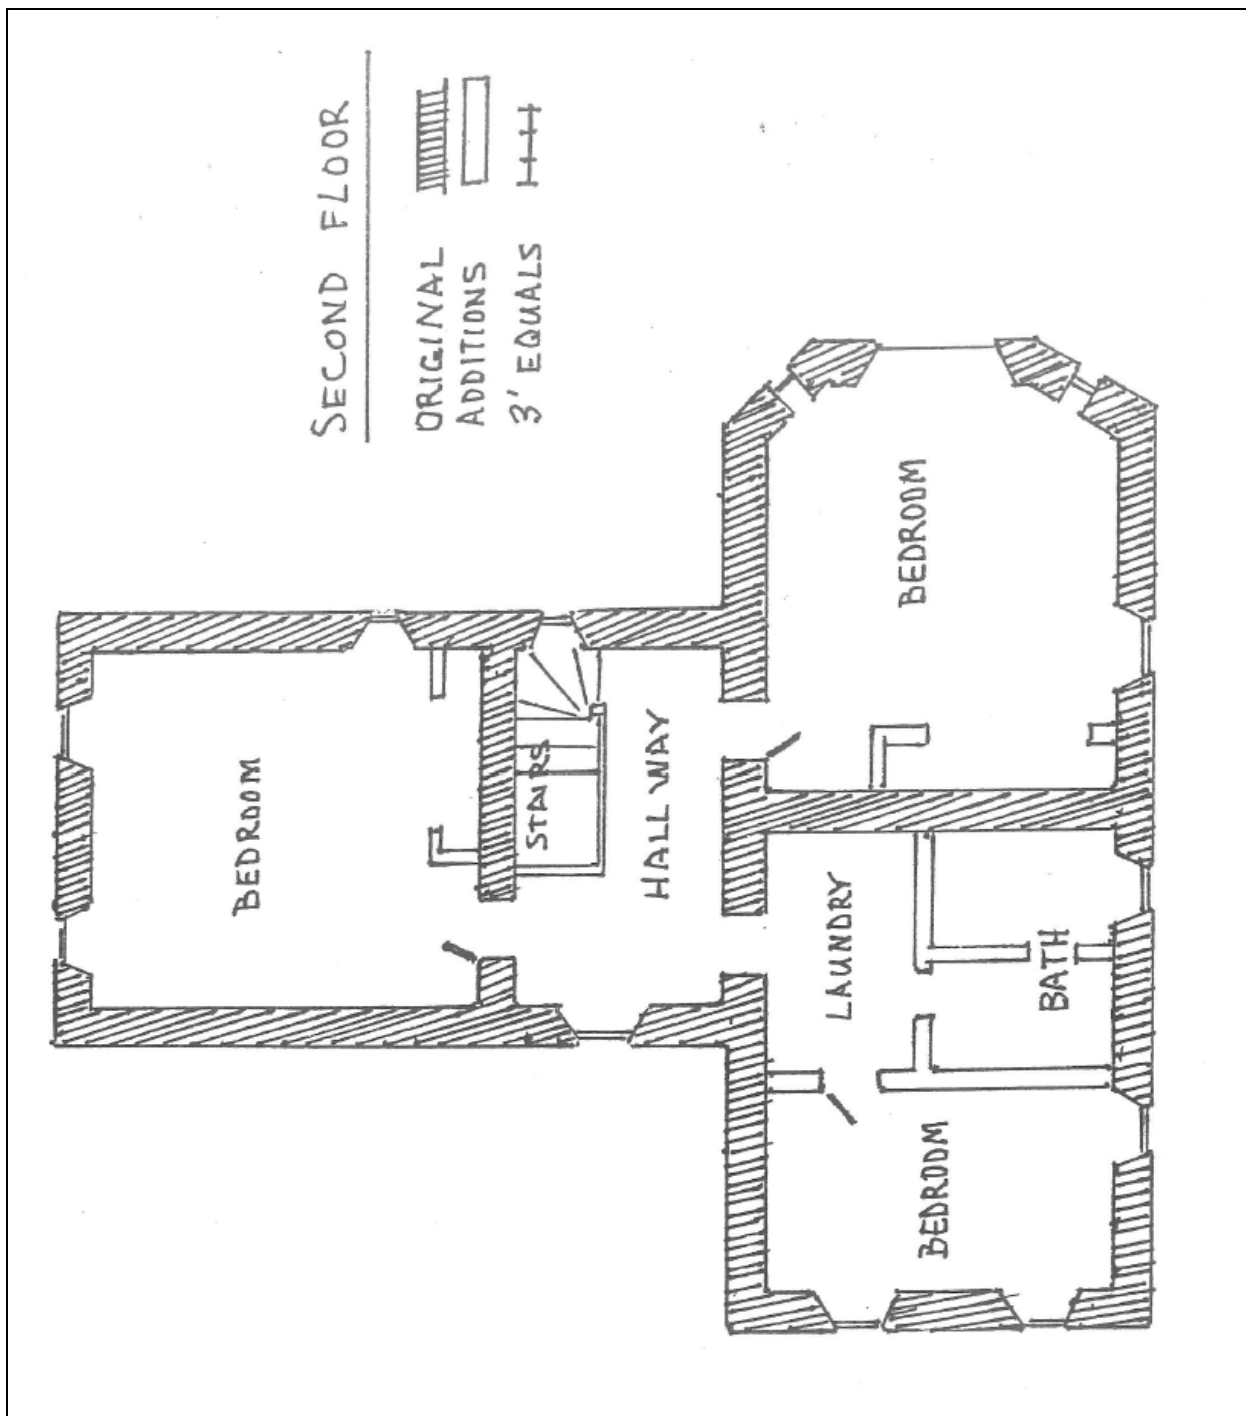 SECOND FLOOR
ORIGINAL
ADDITIONS
3' EQUALS
BEDROOM
STAIRS
HALL WAY
BEDROOM
LAUNDRY
BATH
BEDROOM